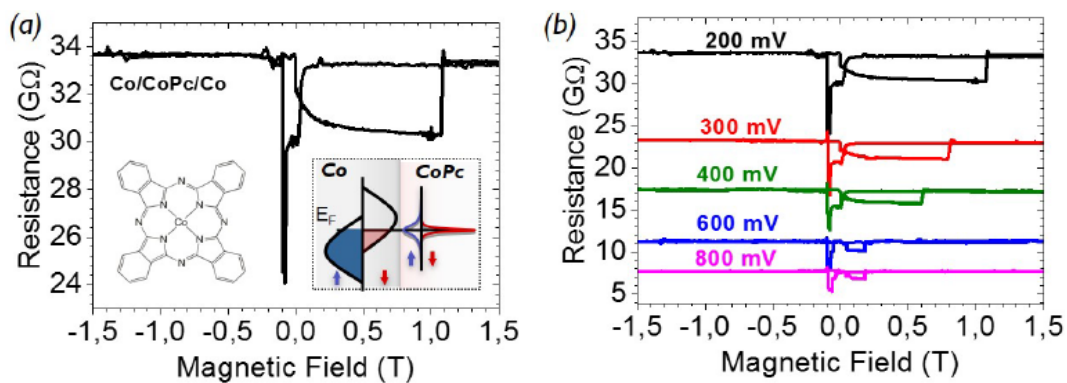 (a)
34
32
30
28
26
24
Resistance (GΩ)
Co/CoPc/Co
N
N
N
N
Co
N
N
N
N
Co
CoPc
E_F
-1,5
-1,0
-0,5
0,0
0,5
1,0
1,5
Magnetic Field (T)
(b)
35
30
25
20
15
10
5
Resistance (GΩ)
200 mV
300 mV
400 mV
600 mV
800 mV
-1,5
-1,0
-0,5
0,0
0,5
1,0
1,5
Magnetic Field (T)